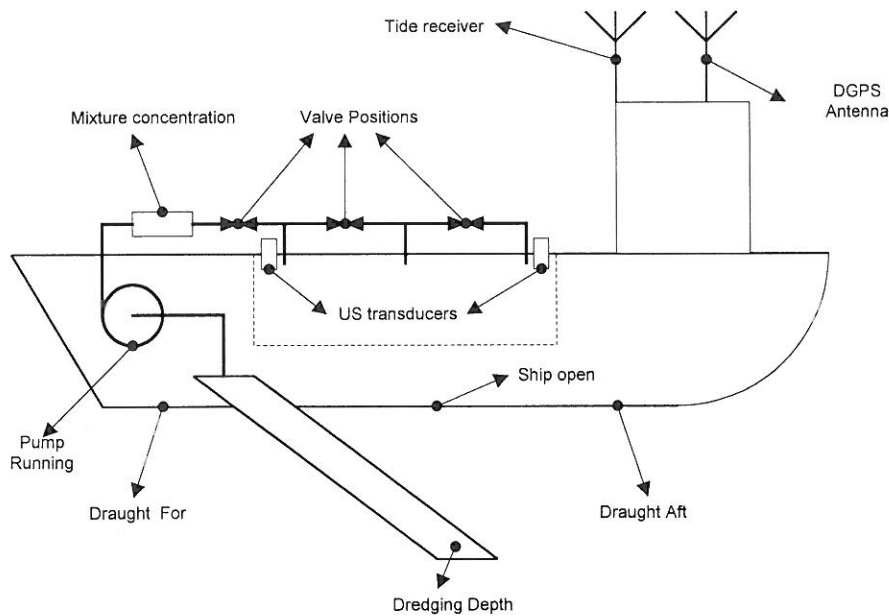 Tide receiver
DGPS
Antenna
Mixture concentration
Valve Positions
US transducers
Ship open
Pump
Running
Draught For
Draught Aft
Dredging Depth